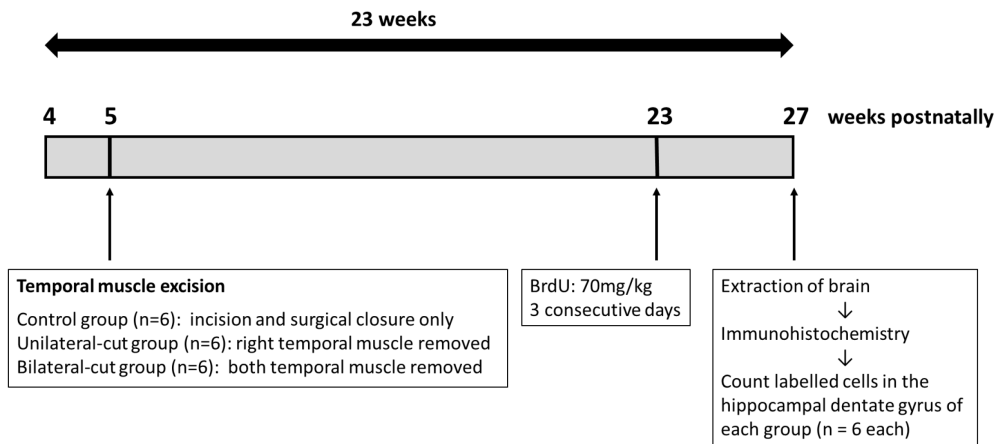 23 weeks
4 5 23 27 weeks postnatally
Temporal muscle excision
Control group (n=6): incision and surgical closure only
Unilateral-cut group (n=6): right temporal muscle removed
Bilateral-cut group (n=6): both temporal muscle removed
BrdU: 70mg/kg
3 consecutive days
Extraction of brain
↓
Immunohistochemistry
↓
Count labelled cells in the
hippocampal dentate gyrus of
each group (n = 6 each)